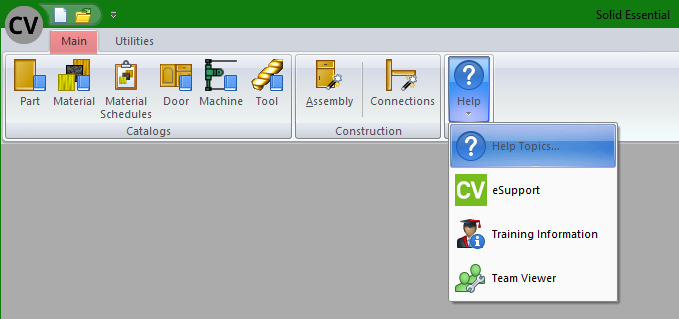 CV
Solid Essential
Main Utilities
Part Material Material Schedules Door Machine Tool
Assembly Connections
Help
Catalogs Construction
Help Topics...
CV eSupport
Training Information
Team Viewer